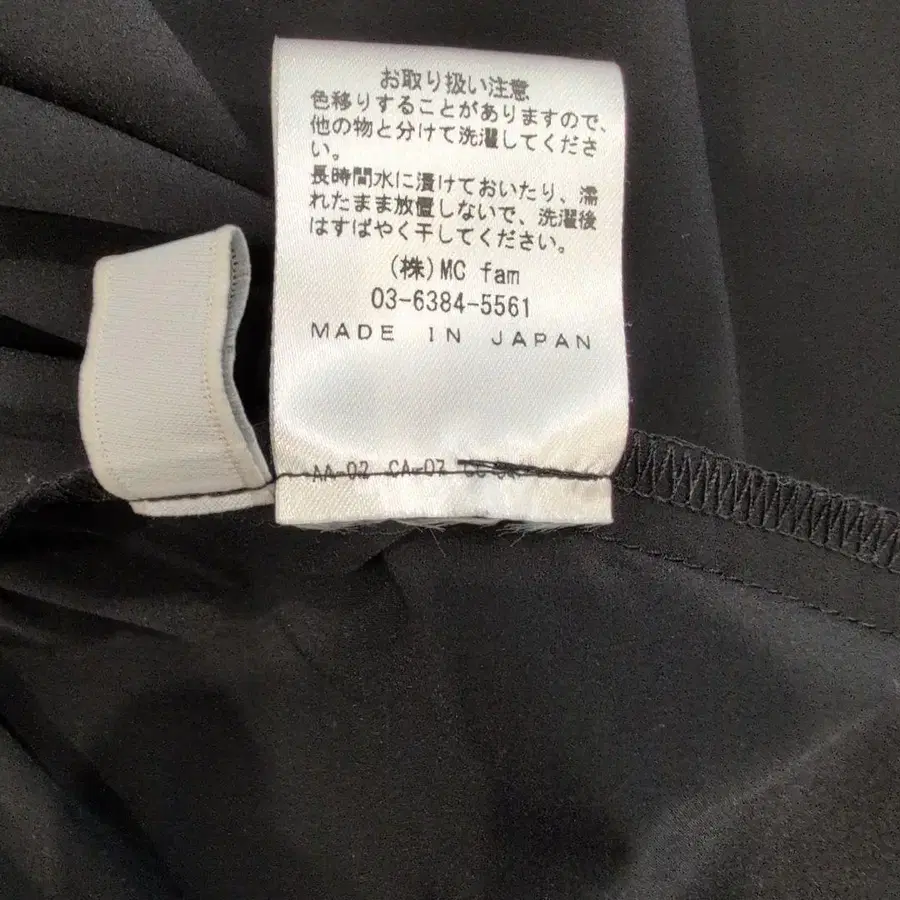 お取り扱い注意
色移りすることがありますので、
他の物と分けて洗濯してくださ
い。
長時間水に漬けておいたり、濡
れたまま放置しないで、洗濯後
はすばやく干してください。
(株)MC fam
03-6384-5561
MADE IN JAPAN
AA-02 CA-02